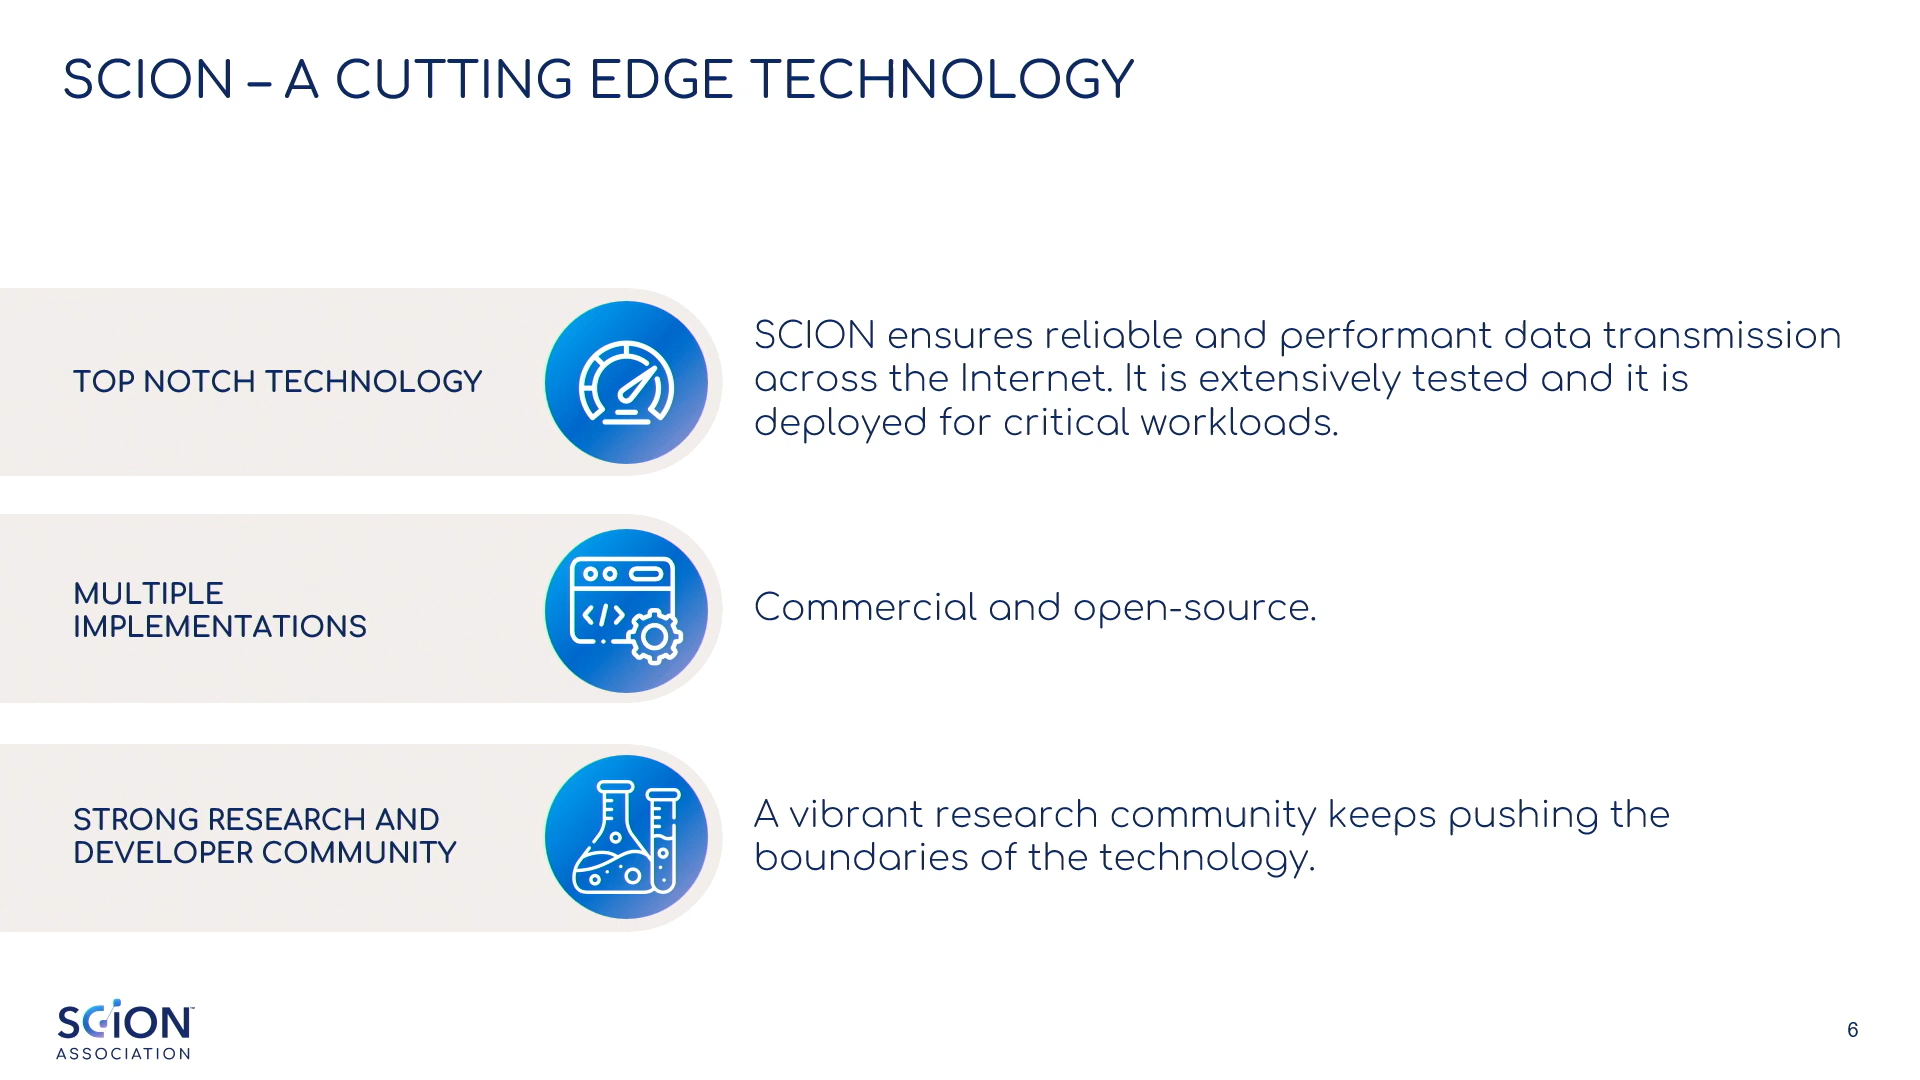 SCION – A CUTTING EDGE TECHNOLOGY
TOP NOTCH TECHNOLOGY
SCION ensures reliable and performant data transmission
across the Internet. It is extensively tested and it is
deployed for critical workloads.
MULTIPLE
IMPLEMENTATIONS
Commercial and open-source.
STRONG RESEARCH AND
DEVELOPER COMMUNITY
A vibrant research community keeps pushing the
boundaries of the technology.
SCiON™
ASSOCIATION
6